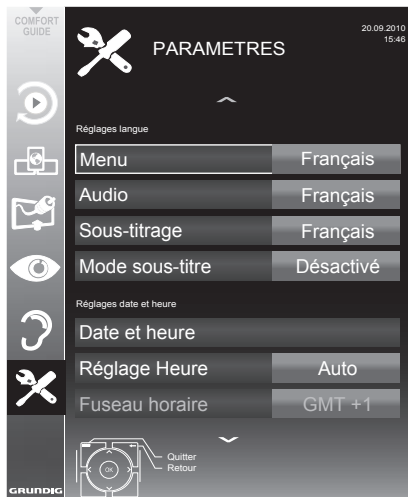 COMFORT
GUIDE
PARAMETRES
20.09.2010
15:46
Réglages langue
Menu Français
Audio Français
Sous-titrage Français
Mode sous-titre Désactivé
Réglages date et heure
Date et heure
Réglage Heure Auto
Fuseau horaire GMT +1
Quitter
Retour
OK
GRUNDIG